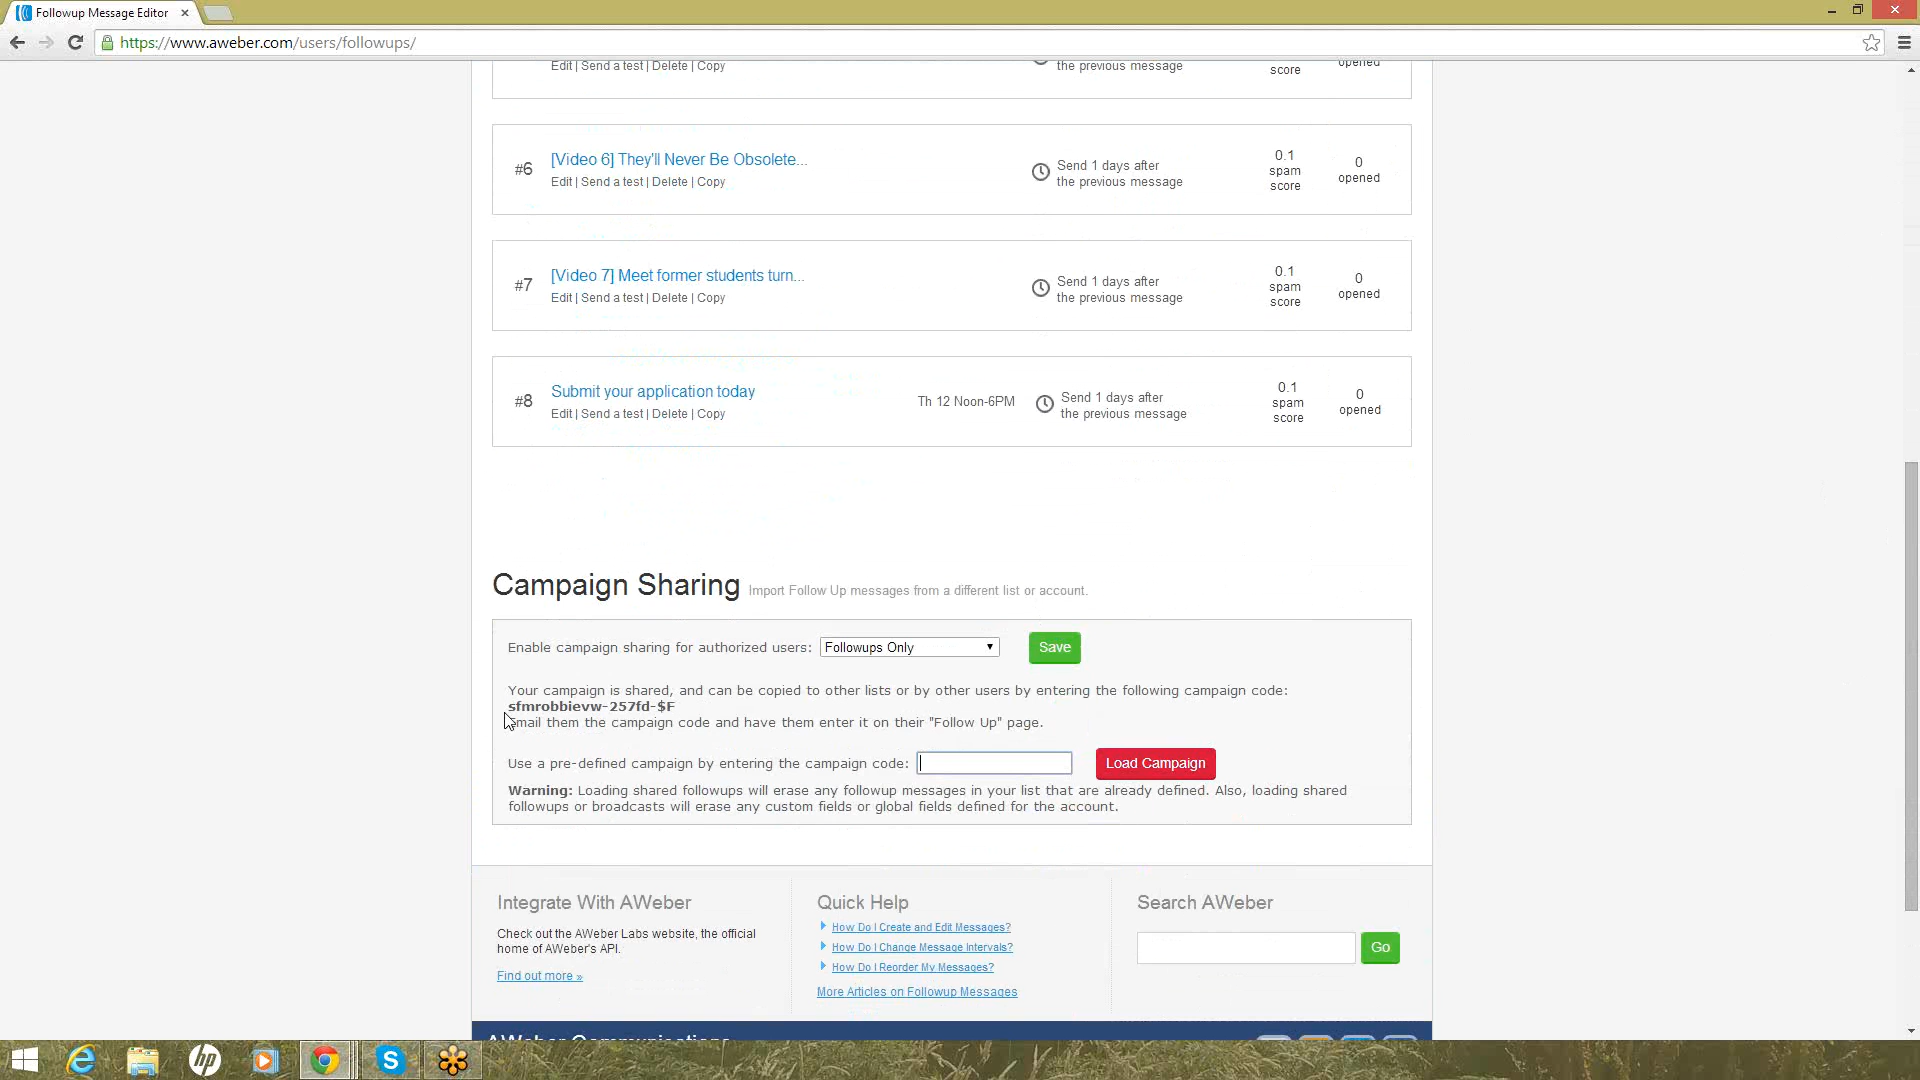 Followup Message Editor
https://www.aweber.com/users/followups/
Edit | Send a test | Delete | Copy
the previous message
score
opened
#6
[Video 6] They'll Never Be Obsolete...
Edit | Send a test | Delete | Copy
Send 1 days after
the previous message
0.1
spam
score
0
opened
#7
[Video 7] Meet former students turn...
Edit | Send a test | Delete | Copy
Send 1 days after
the previous message
0.1
spam
score
0
opened
#8
Submit your application today
Edit | Send a test | Delete | Copy
Th 12 Noon-6PM
Send 1 days after
the previous message
0.1
spam
score
0
opened
Campaign Sharing Import Follow Up messages from a different list or account.
Enable campaign sharing for authorized users: Followups Only Save
Your campaign is shared, and can be copied to other lists or by other users by entering the following campaign code:
sfmrobbievw-257fd-$F
Email them the campaign code and have them enter it on their "Follow Up" page.
Use a pre-defined campaign by entering the campaign code: Load Campaign
Warning: Loading shared followups will erase any followup messages in your list that are already defined. Also, loading shared
followups or broadcasts will erase any custom fields or global fields defined for the account.
Integrate With AWeber
Check out the AWeber Labs website, the official
home of AWeber's API.
Find out more »
Quick Help
How Do I Create and Edit Messages?
How Do I Change Message Intervals?
How Do I Reorder My Messages?
More Articles on Followup Messages
Search AWeber
Go
AWeber Communications
hp